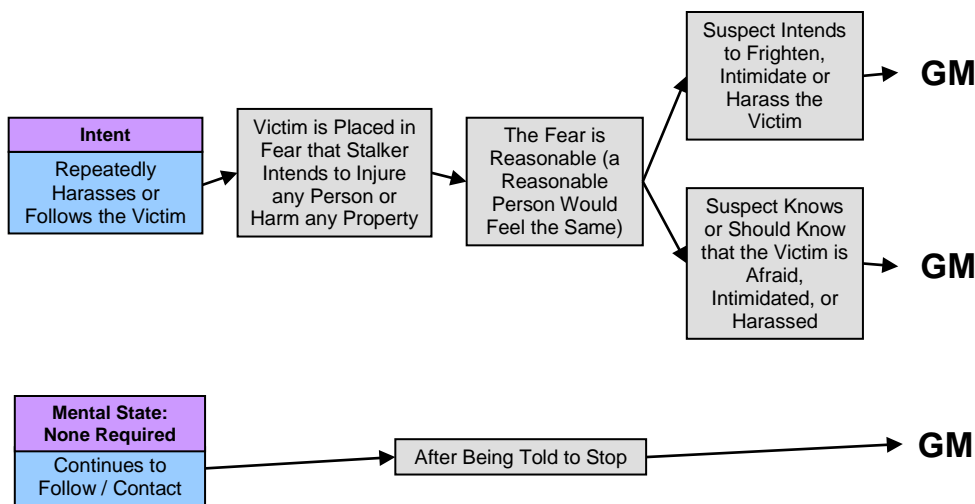 Intent
Repeatedly
Harasses or
Follows the Victim
Victim is Placed in
Fear that Stalker
Intends to Injure
any Person or
Harm any Property
The Fear is
Reasonable (a
Reasonable
Person Would
Feel the Same)
Suspect Intends
to Frighten,
Intimidate or
Harass the
Victim
GM
Suspect Knows
or Should Know
that the Victim is
Afraid,
Intimidated, or
Harassed
GM
Mental State:
None Required
Continues to
Follow / Contact
After Being Told to Stop
GM